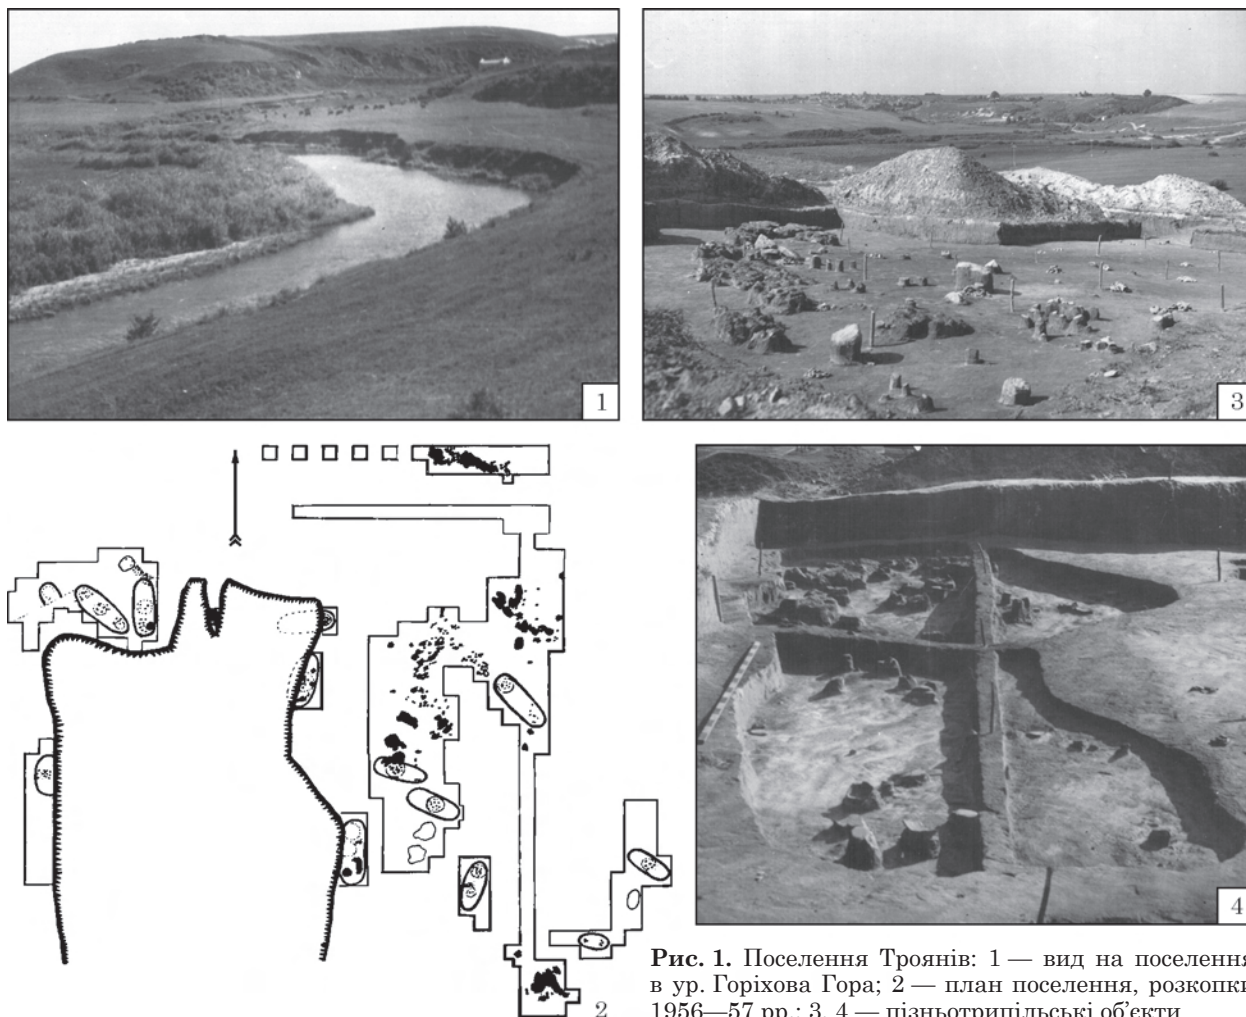 1
3
2
4
Рис. 1. Поселення Троянів: 1 — вид на поселення
в ур. Горіхова Гора; 2 — план поселення, розкопки
1956—57 рр.; 3, 4 — пізньотрипільські об'єкти